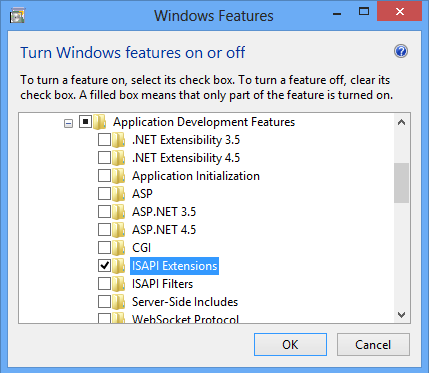 Windows Features
Turn Windows features on or off
To turn a feature on, select its check box. To turn a feature off, clear its
check box. A filled box means that only part of the feature is turned on.
Application Development Features
.NET Extensibility 3.5
.NET Extensibility 4.5
Application Initialization
ASP
ASP.NET 3.5
ASP.NET 4.5
CGI
ISAPI Extensions
ISAPI Filters
Server-Side Includes
WebSocket Protocol
OK
Cancel